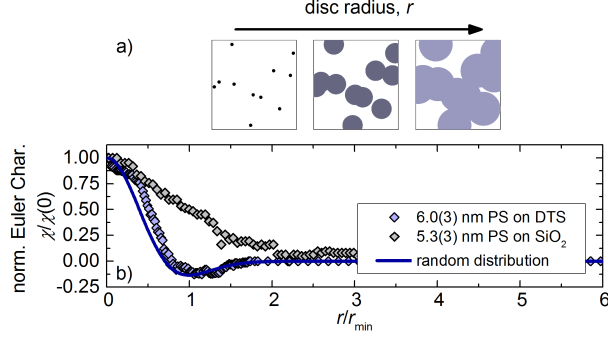 disc radius, r
a)
norm. Euler Char.
χ/χ(0)
1.00
0.75
0.50
0.25
0.00
-0.25
b)
6.0(3) nm PS on DTS
5.3(3) nm PS on SiO₂
random distribution
0 1 2 3 4 5 6
r/rₘᵢₙ